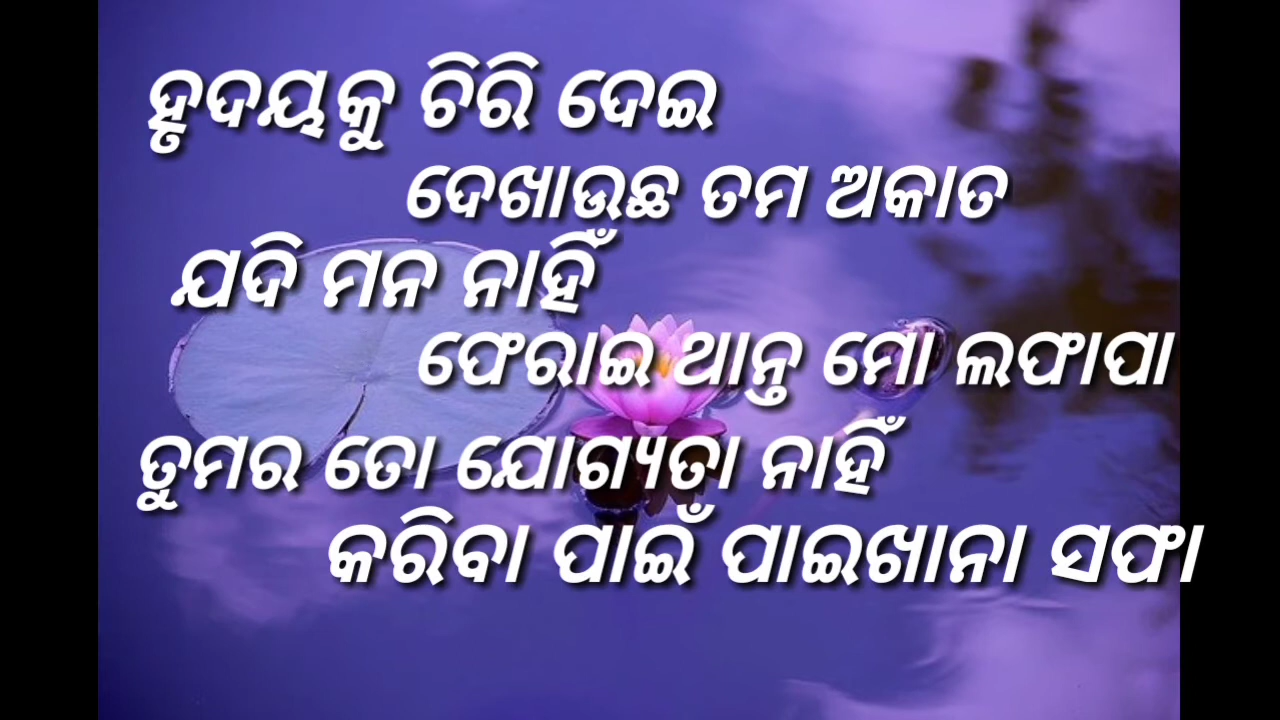 ହୃଦୟକୁ ଚିରି ଦେଇ
ଦେଖାଉଛ ତମ ଅକାତ
ଯଦି ମନ ନାହିଁ
ଫେରାଇ ଥାନ୍ତ ମୋ ଲଫାପା
ତୁମର ତୋ ଯୋଗ୍ୟତା ନାହିଁ
କରିବା ପାଇଁ ପାଇଖାନା ସଫା